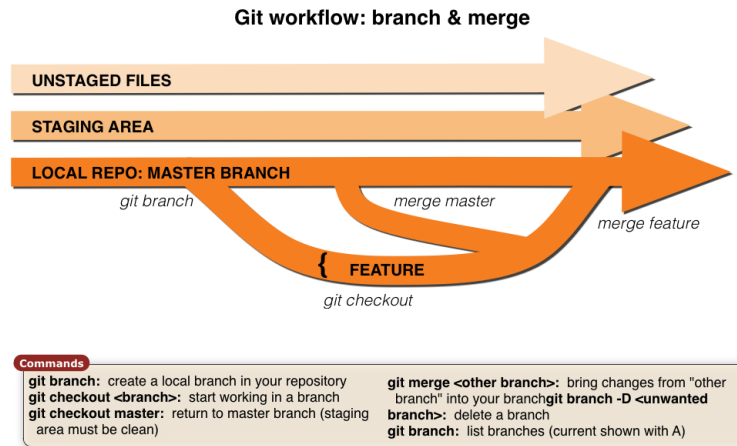 Git workflow: branch & merge
UNSTAGED FILES
STAGING AREA
LOCAL REPO: MASTER BRANCH
git branch
merge master
merge feature
{ FEATURE
git checkout
Commands
git branch: create a local branch in your repository
git checkout <branch>: start working in a branch
git checkout master: return to master branch (staging
area must be clean)
git merge <other branch>: bring changes from "other
branch" into your branchgit branch -D <unwanted
branch>: delete a branch
git branch: list branches (current shown with A)